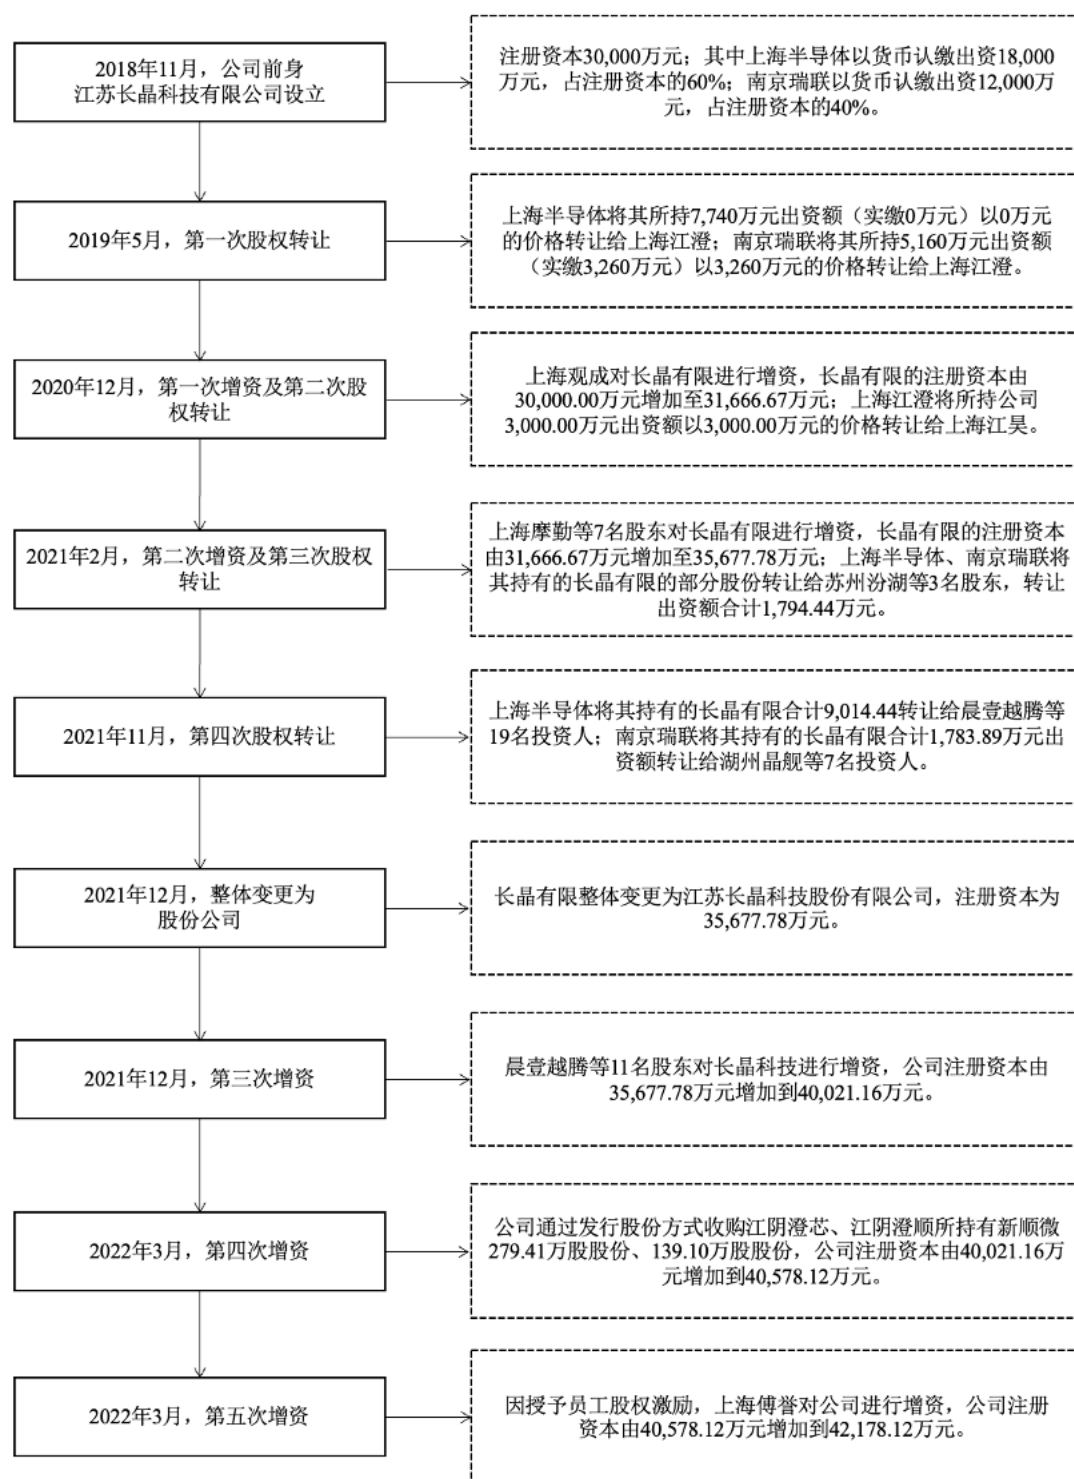 2018年11月，公司前身
江苏长晶科技有限公司设立
注册资本30,000万元；其中上海半导体以货币认缴出资18,000
万元，占注册资本的60%；南京瑞联以货币认缴出资12,000万
元，占注册资本的40%。
2019年5月，第一次股权转让
上海半导体将其所持7,740万元出资额（实缴0万元）以0万元
的价格转让给上海江澄；南京瑞联将其所持5,160万元出资额
（实缴3,260万元）以3,260万元的价格转让给上海江澄。
2020年12月，第一次增资及第二次股
权转让
上海观成对长晶有限进行增资，长晶有限的注册资本由
30,000.00万元增加至31,666.67万元；上海江澄将所持公司
3,000.00万元出资额以3,000.00万元的价格转让给上海江昊。
2021年2月，第二次增资及第三次股权
转让
上海摩勤等7名股东对长晶有限进行增资，长晶有限的注册资本
由31,666.67万元增加至35,677.78万元；上海半导体、南京瑞联将
其持有的长晶有限的部分股份转让给苏州汾湖等3名股东，转让
出资额合计1,794.44万元。
2021年11月，第四次股权转让
上海半导体将其持有的长晶有限合计9,014.44转让给晨壹越腾等
19名投资人；南京瑞联将其持有的长晶有限合计1,783.89万元出
资额转让给湖州晶舰等7名投资人。
2021年12月，整体变更为
股份公司
长晶有限整体变更为江苏长晶科技股份有限公司，注册资本为
35,677.78万元。
2021年12月，第三次增资
晨壹越腾等11名股东对长晶科技进行增资，公司注册资本由
35,677.78万元增加到40,021.16万元。
2022年3月，第四次增资
公司通过发行股份方式收购江阴澄芯、江阴澄顺所持有新顺微
279.41万股股份、139.10万股股份，公司注册资本由40,021.16万
元增加到40,578.12万元。
2022年3月，第五次增资
因授予员工股权激励，上海傅誉对公司进行增资，公司注册
资本由40,578.12万元增加到42,178.12万元。